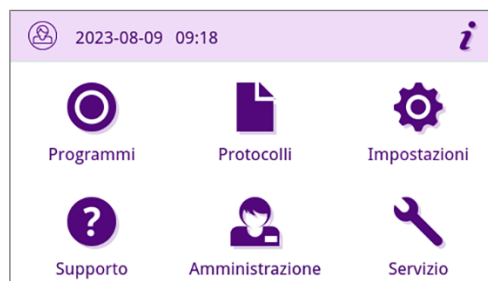 2023-08-09 09:18 i
Programmi Protocolli Impostazioni
? 
Supporto Amministrazione Servizio